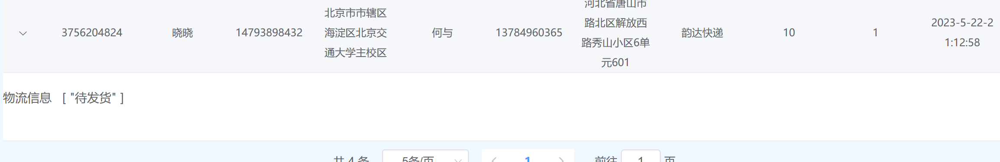 3756204824
晓晓
14793898432
北京市市辖区
海淀区北京交
通大学主校区
何与
13784960365
河北省唐山市
路北区解放西
路秀山小区6单
元601
韵达快递
10
1
2023-5-22-2
1:12:58
物流信息 [ "待发货" ]
共 4 条 5条/页 1 前往 1 页